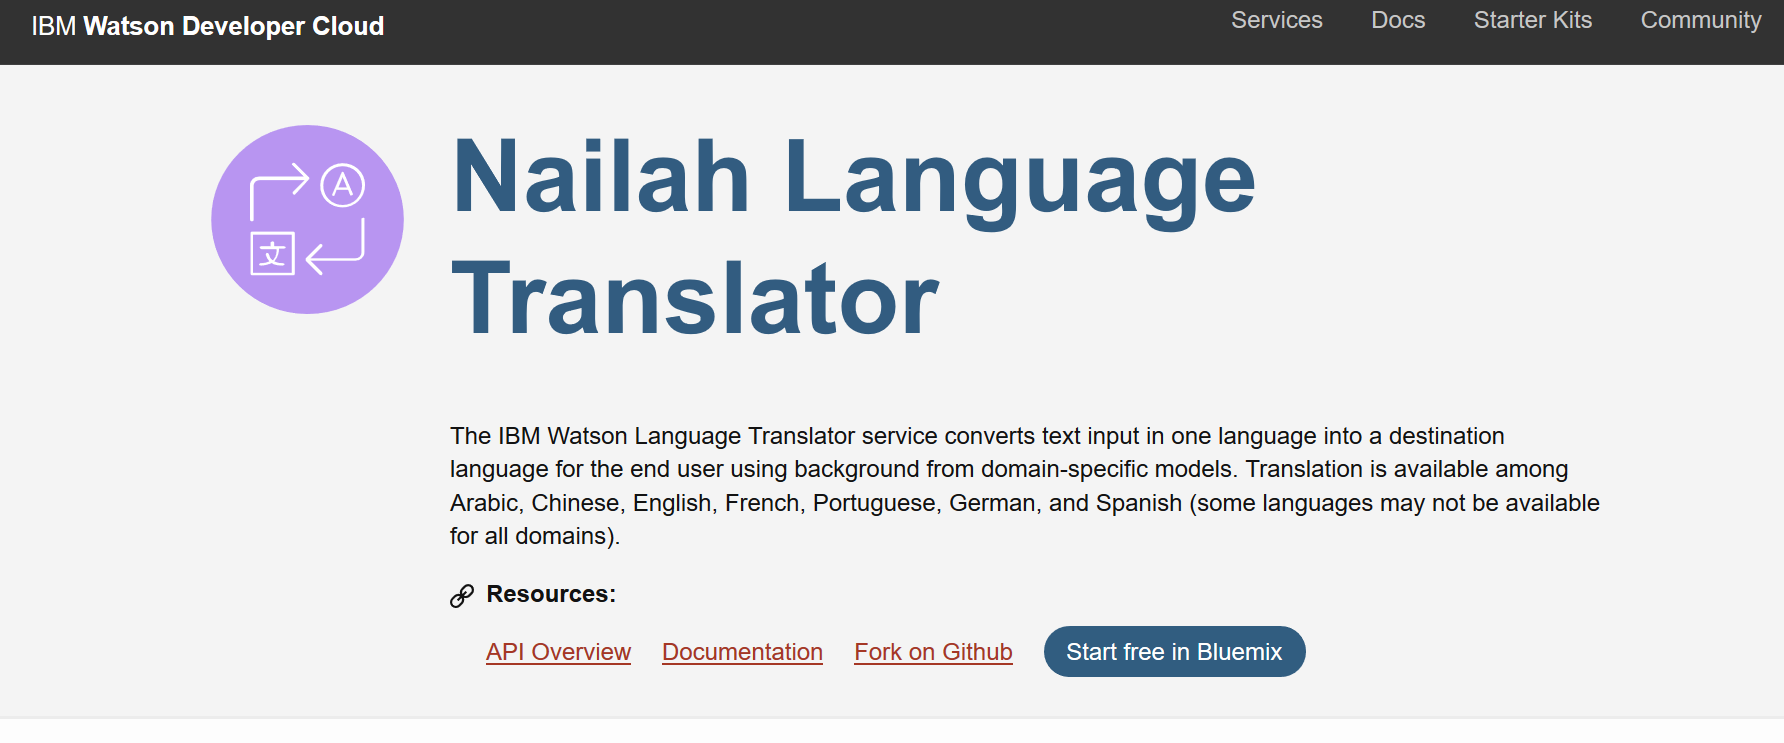 IBM Watson Developer Cloud
Services Docs Starter Kits Community
A
文
Nailah Language
Translator
The IBM Watson Language Translator service converts text input in one language into a destination
language for the end user using background from domain-specific models. Translation is available among
Arabic, Chinese, English, French, Portuguese, German, and Spanish (some languages may not be available
for all domains).
Resources:
API Overview Documentation Fork on Github Start free in Bluemix